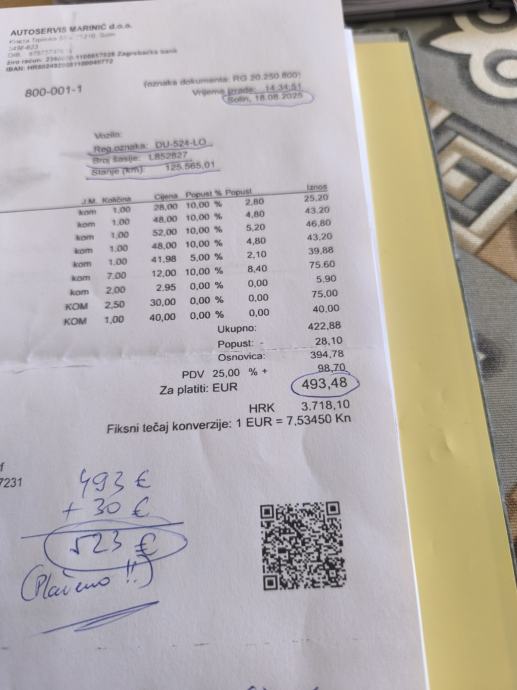 AUTOSERVIS MARINIĆ d.o.o.
Solin
Zagrebačka bank
800-001-1
(oznaka dokumenta: RG 20.250.800)
Vrijeme izrade: 14:34:51
Solin, 18.08.2025
Vozilo:
Reg.oznaka: DU-524-LO
Broj šasije: L852827
Stanje (km): 125.565,01
J.M. Količina Cijena Popust % Popust Iznos
kom 1,00 28,00 10,00 % 2,80 25,20
kom 1,00 48,00 10,00 % 4,80 43,20
kom 1,00 52,00 10,00 % 5,20 46,80
kom 1,00 48,00 10,00 % 4,80 43,20
kom 1,00 41,98 5,00 % 2,10 39,88
kom 7,00 12,00 10,00 % 8,40 75,60
kom 2,00 2,95 0,00 % 0,00 5,90
KOM 2,50 30,00 0,00 % 0,00 75,00
KOM 1,00 40,00 0,00 % 0,00 40,00
Ukupno: 422,88
Popust: - 28,10
Osnovica: 394,78
PDV 25,00 % + 98,70
Za platiti: EUR 493,48
HRK 3.718,10
Fiksni tečaj konverzije: 1 EUR = 7,53450 Kn
f
7231
493 €
+ 30 €
523 €
(Plaćeno !!)